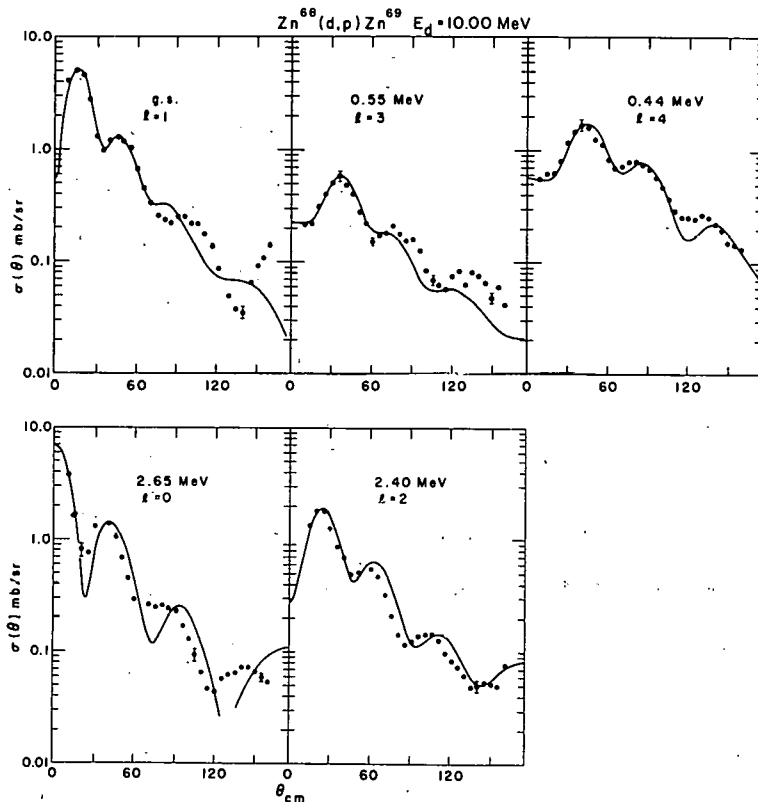 Zn⁶⁸(d,p)Zn⁶⁹ E_d = 10.00 MeV
10.0
1.0
0.1
0.01
σ(θ) mb/sr
g.s.
ℓ=1
0.55 MeV
ℓ=3
0.44 MeV
ℓ=4
0 60 120 0 60 120 0 60 120
10.0
1.0
0.1
0.01
σ(θ) mb/sr
2.65 MeV
ℓ=0
2.40 MeV
ℓ=2
0 60 120 0 60 120
θcm